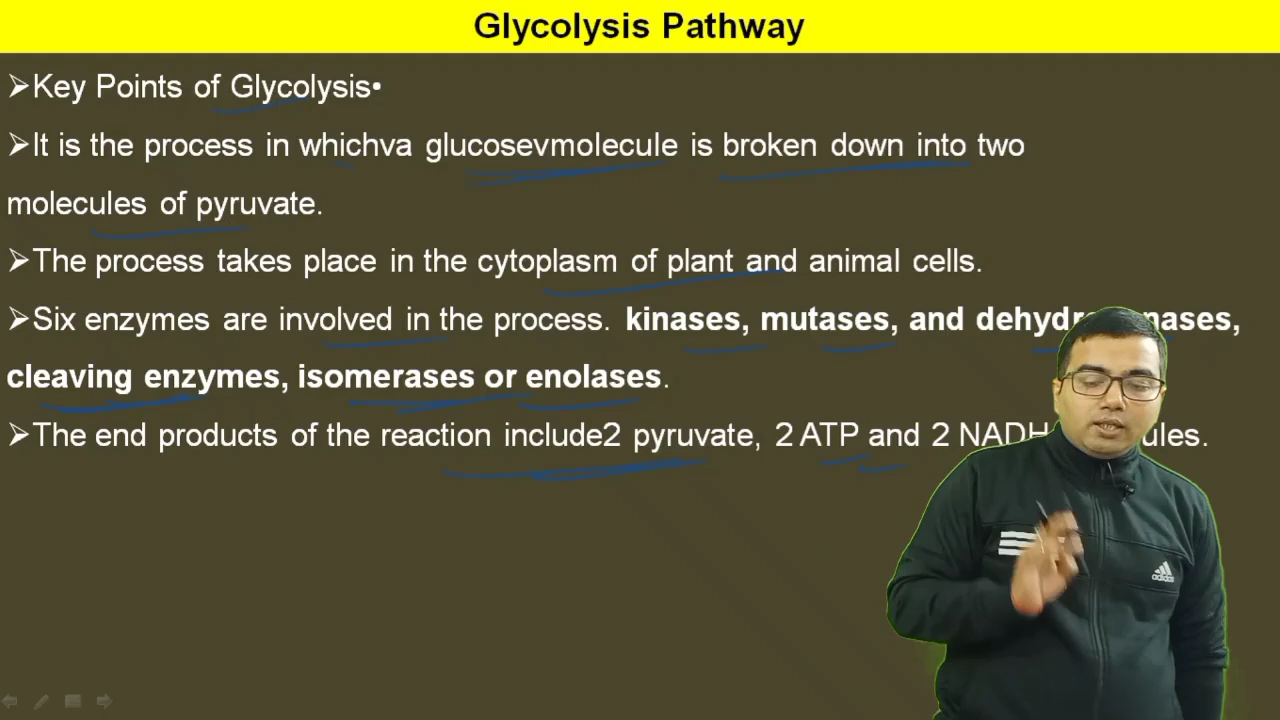 Glycolysis Pathway
➢Key Points of Glycolysis•
➢It is the process in whichva glucosevmolecule is broken down into two
molecules of pyruvate.
➢The process takes place in the cytoplasm of plant and animal cells.
➢Six enzymes are involved in the process. kinases, mutases, and
cleaving enzymes, isomerases or enolases.
➢The end products of the reaction include2 pyruvate, 2 ATP and 2 NADH
adidas